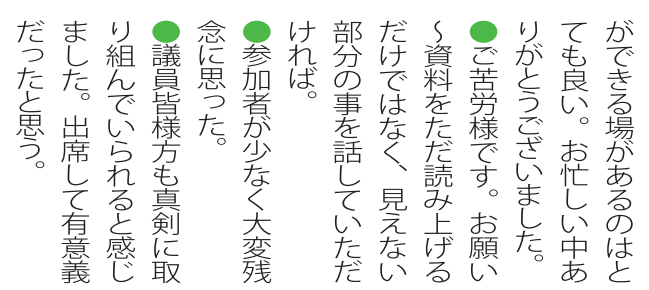 ができる場があるのはと
ても良い。お忙しい中あ
りがとうございました。
●ご苦労様です。お願い
～資料をただ読み上げる
だけではなく、見えない
部分の事を話していただ
ければ。
●参加者が少なく大変残
念に思った。
●議員皆様方も真剣に取
り組んでいられると感じ
ました。出席して有意義
だったと思う。